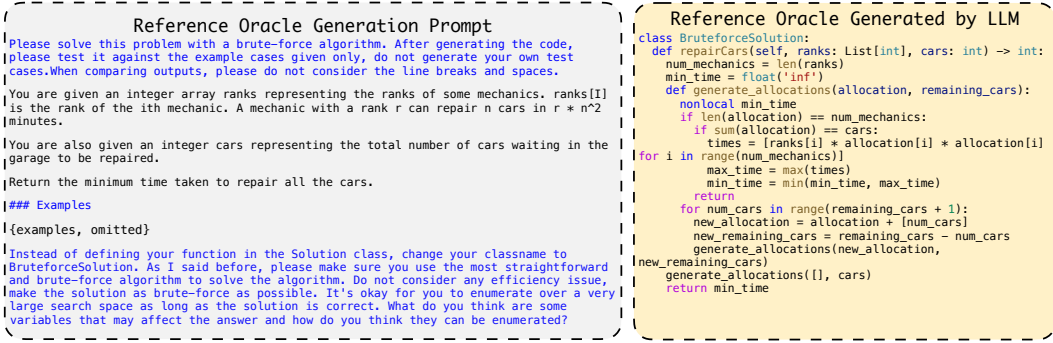 Reference Oracle Generation Prompt
Please solve this problem with a brute-force algorithm. After generating the code,
please test it against the example cases given only, do not generate your own test
cases.When comparing outputs, please do not consider the line breaks and spaces.
You are given an integer array ranks representing the ranks of some mechanics. ranks[I]
is the rank of the ith mechanic. A mechanic with a rank r can repair n cars in r * n^2
minutes.
You are also given an integer cars representing the total number of cars waiting in the
garage to be repaired.
Return the minimum time taken to repair all the cars.
### Examples
{examples, omitted}
Instead of defining your function in the Solution class, change your classname to
BruteforceSolution. As I said before, please make sure you use the most straightforward
and brute-force algorithm to solve the algorithm. Do not consider any efficiency issue,
make the solution as brute-force as possible. It's okay for you to enumerate over a very
large search space as long as the solution is correct. What do you think are some
variables that may affect the answer and how do you think they can be enumerated?
Reference Oracle Generated by LLM
class BruteforceSolution:
  def repairCars(self, ranks: List[int], cars: int) -> int:
    num_mechanics = len(ranks)
    min_time = float('inf')
    def generate_allocations(allocation, remaining_cars):
      nonlocal min_time
      if len(allocation) == num_mechanics:
        if sum(allocation) == cars:
          times = [ranks[i] * allocation[i] * allocation[i]
for i in range(num_mechanics)]
          max_time = max(times)
          min_time = min(min_time, max_time)
        return
      for num_cars in range(remaining_cars + 1):
        new_allocation = allocation + [num_cars]
        new_remaining_cars = remaining_cars - num_cars
        generate_allocations(new_allocation,
new_remaining_cars)
    generate_allocations([], cars)
    return min_time